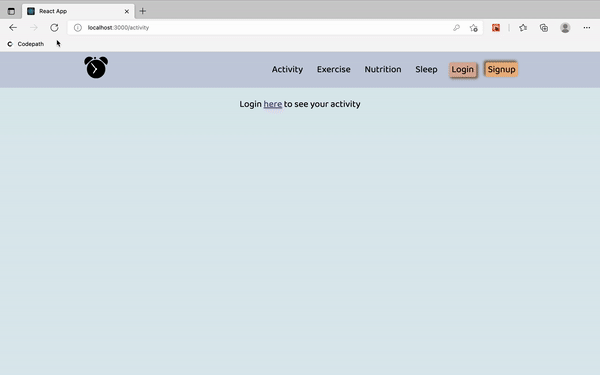 React App
localhost:3000/activity
Codepath
Activity Exercise Nutrition Sleep Login Signup
Login here to see your activity